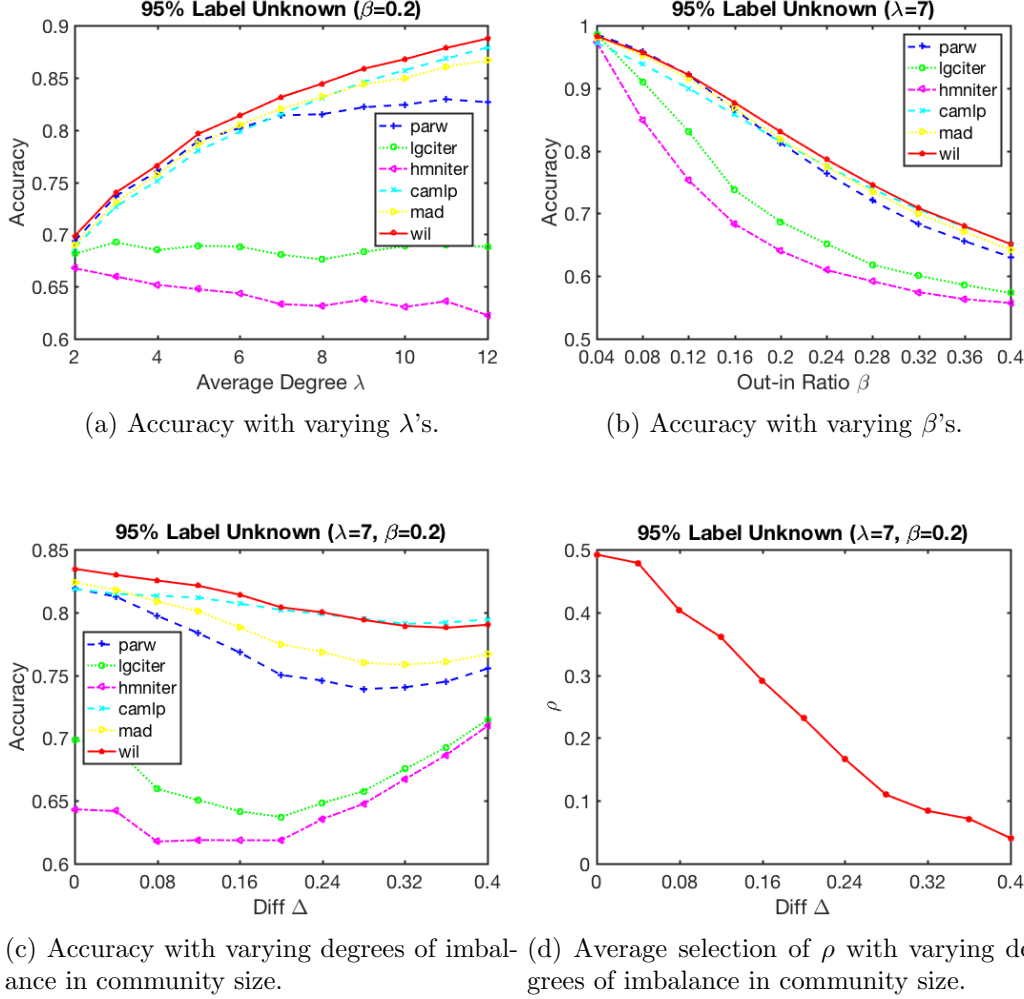 95% Label Unknown (β=0.2)
0.9
0.85
0.8
0.75
0.7
0.65
0.6
Accuracy
parw
lgciter
hmniter
camlp
mad
wil
2 4 6 8 10 12
Average Degree λ
(a) Accuracy with varying λ's.
95% Label Unknown (λ=7)
1
0.9
0.8
0.7
0.6
0.5
Accuracy
parw
lgciter
hmniter
camlp
mad
wil
0.04 0.08 0.12 0.16 0.2 0.24 0.28 0.32 0.36 0.4
Out-in Ratio β
(b) Accuracy with varying β's.
95% Label Unknown (λ=7, β=0.2)
0.85
0.8
0.75
0.7
0.65
0.6
Accuracy
parw
lgciter
hmniter
camlp
mad
wil
0 0.08 0.16 0.24 0.32 0.4
Diff Δ
(c) Accuracy with varying degrees of imbal-
ance in community size.
95% Label Unknown (λ=7, β=0.2)
0.5
0.4
0.3
0.2
0.1
0
ρ
0 0.08 0.16 0.24 0.32 0.4
Diff Δ
(d) Average selection of ρ with varying de-
grees of imbalance in community size.